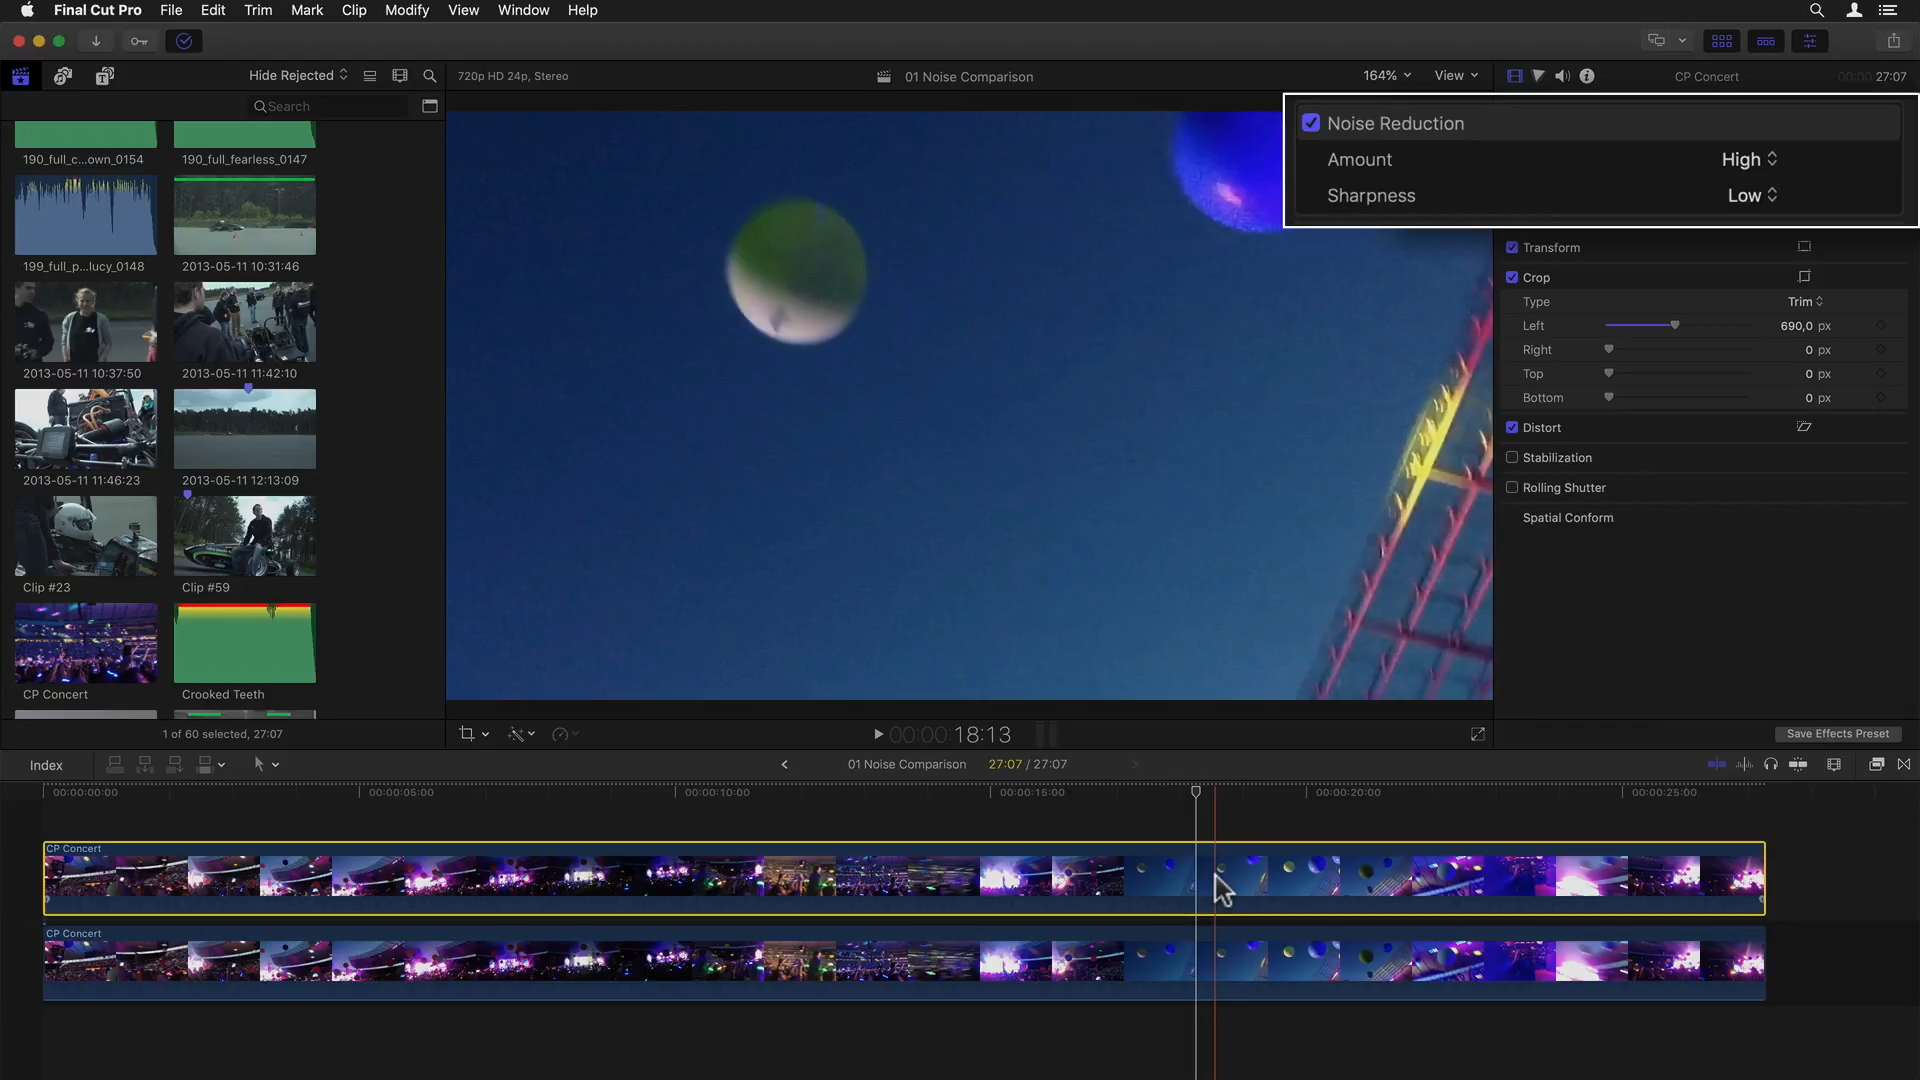 Final Cut Pro File Edit Trim Mark Clip Modify View Window Help
Hide Rejected
720p HD 24p, Stereo
01 Noise Comparison
164%
View
CP Concert
00:00 27:07
Search
Noise Reduction
Amount High
Sharpness Low
190_full_c...own_0154
190_full_fearless_0147
199_full_p...lucy_0148
2013-05-11 10:31:46
2013-05-11 10:37:50
2013-05-11 11:42:10
2013-05-11 11:46:23
2013-05-11 12:13:09
Clip #23
Clip #59
CP Concert
Crooked Teeth
Transform
Crop
Type Trim
Left 690,0 px
Right 0 px
Top 0 px
Bottom 0 px
Distort
Stabilization
Rolling Shutter
Spatial Conform
1 of 60 selected, 27:07
00:00:18:13
Save Effects Preset
Index
01 Noise Comparison
27:07 / 27:07
00:00:00:00
00:00:05:00
00:00:10:00
00:00:15:00
00:00:20:00
00:00:25:00
CP Concert
CP Concert